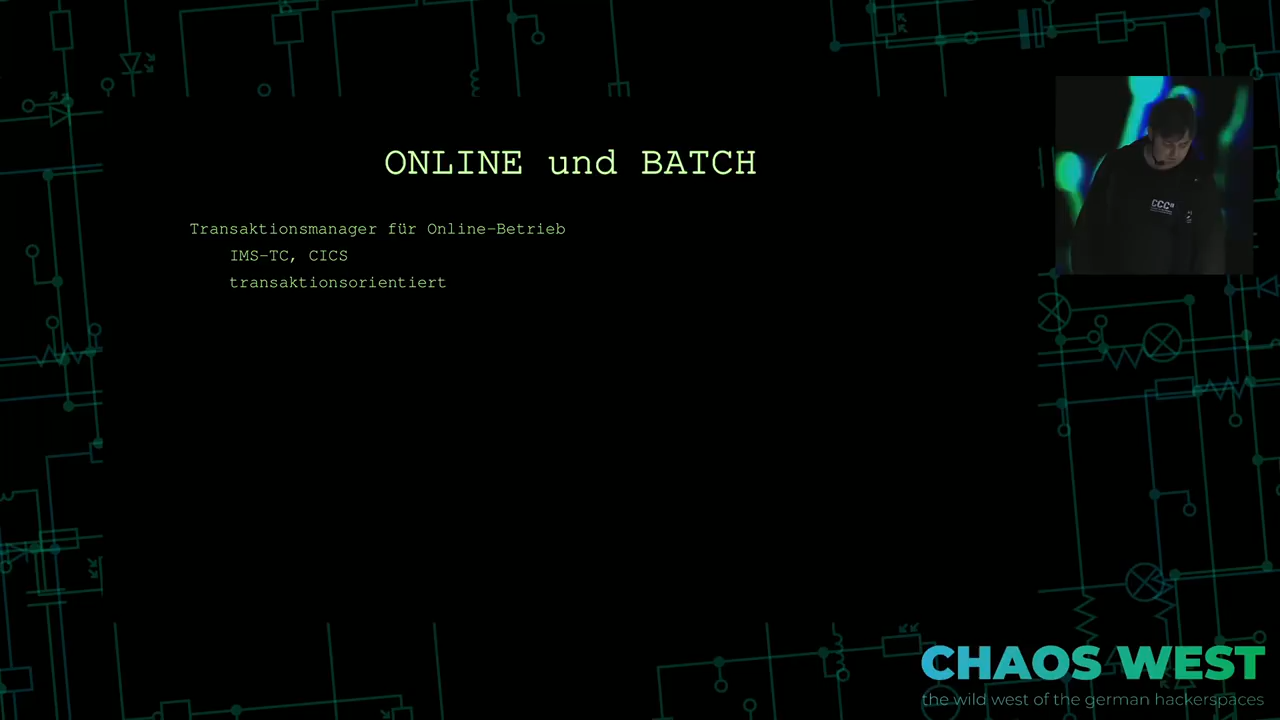 ONLINE und BATCH
Transaktionsmanager für Online-Betrieb
IMS-TC, CICS
transaktionsorientiert
CCC
CHAOS WEST
the wild west of the german hackerspaces